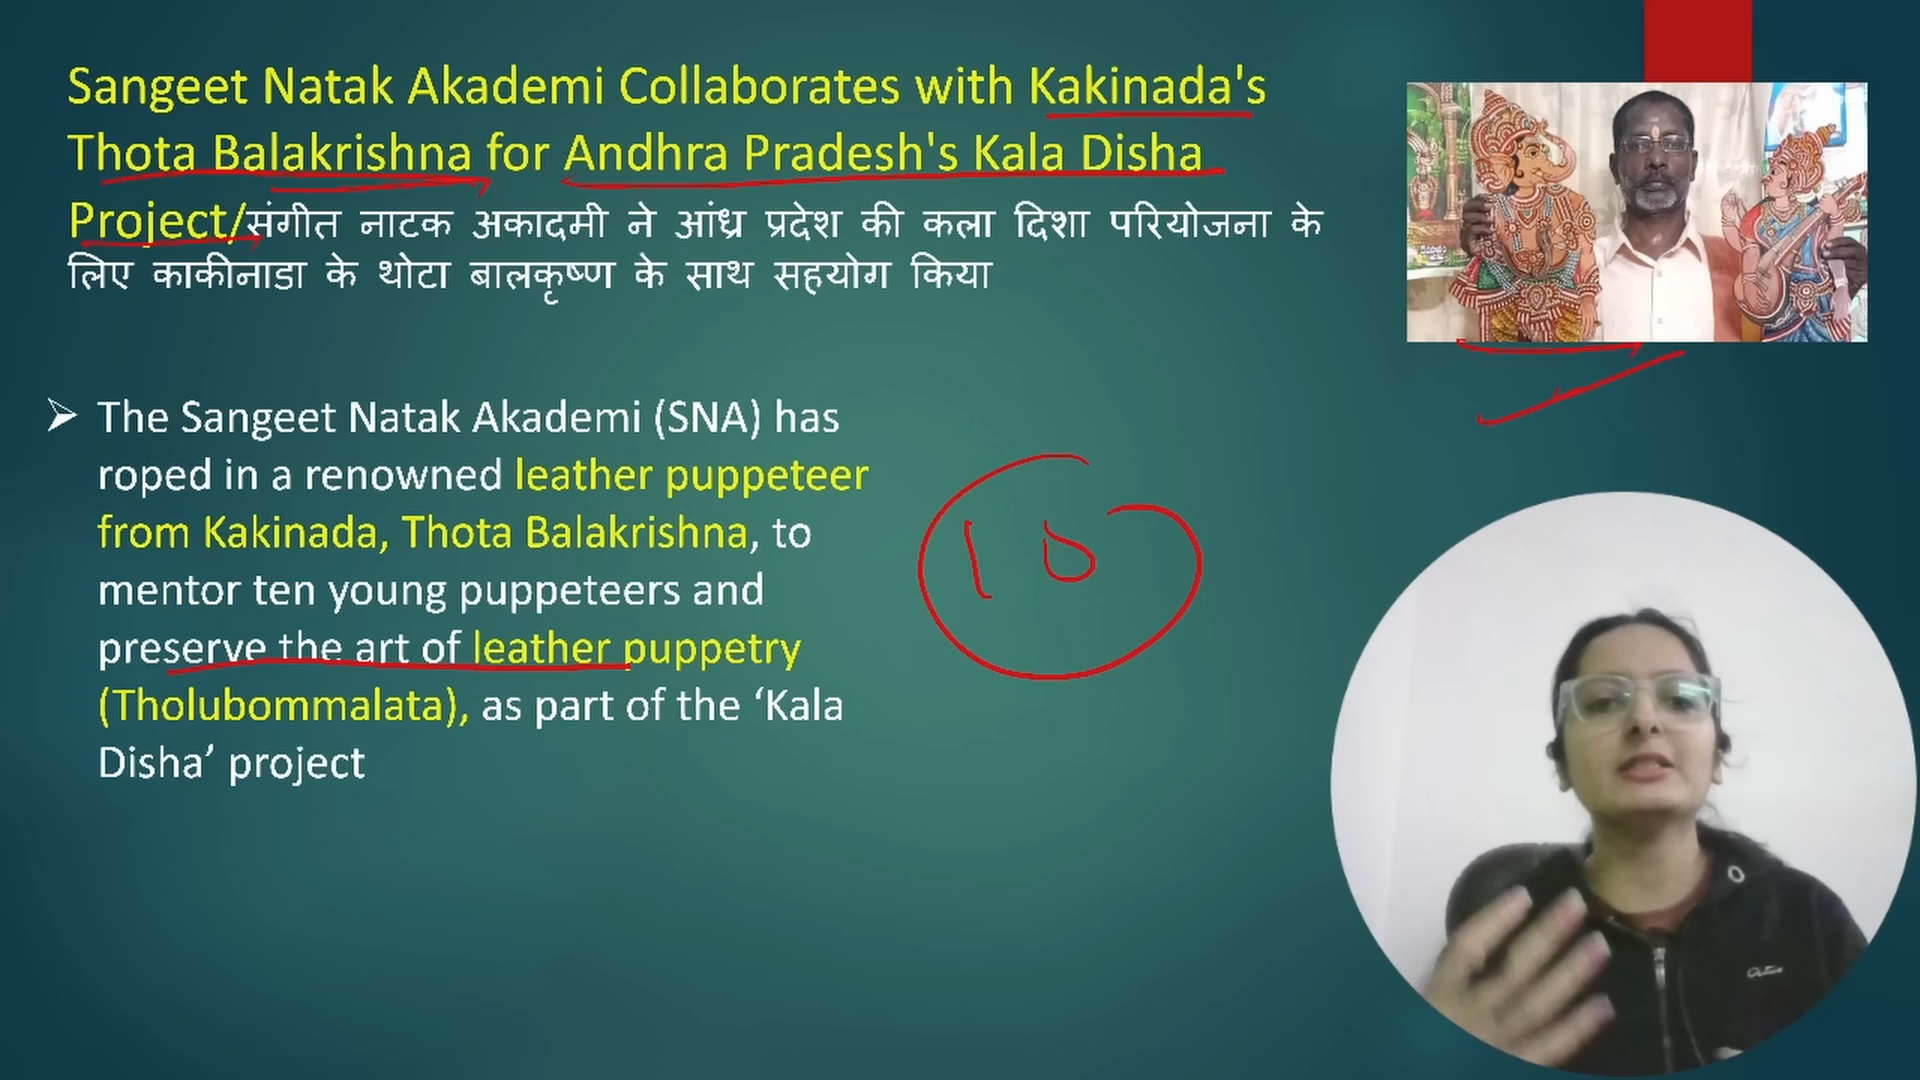 Sangeet Natak Akademi Collaborates with Kakinada's
Thota Balakrishna for Andhra Pradesh's Kala Disha
Project/संगीत नाटक अकादमी ने आंध्र प्रदेश की कला दिशा परियोजना के
लिए काकीनाडा के थोटा बालकृष्ण के साथ सहयोग किया
The Sangeet Natak Akademi (SNA) has
roped in a renowned leather puppeteer
from Kakinada, Thota Balakrishna, to
mentor ten young puppeteers and
preserve the art of leather puppetry
(Tholubommalata), as part of the ‘Kala
Disha’ project
10